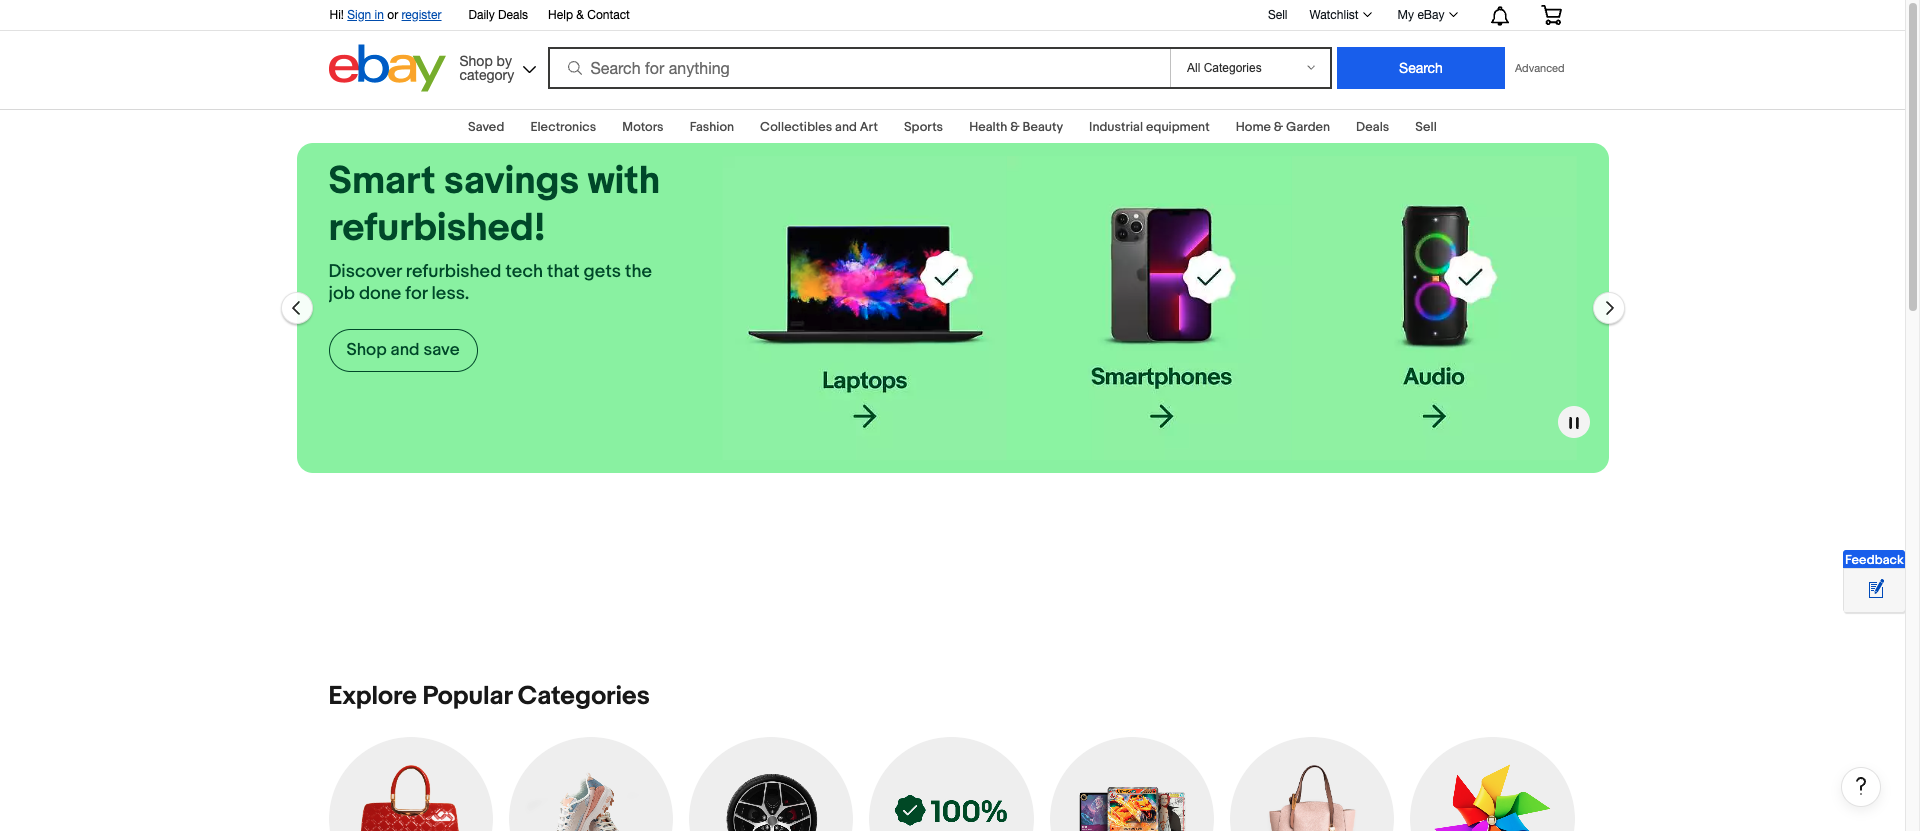 Hi! Sign in or register
Daily Deals
Help & Contact
Sell
Watchlist
My eBay
ebay
Shop by
category
Search for anything
All Categories
Search
Advanced
Saved
Electronics
Motors
Fashion
Collectibles and Art
Sports
Health & Beauty
Industrial equipment
Home & Garden
Deals
Sell
Smart savings with
refurbished!
Discover refurbished tech that gets the
job done for less.
Shop and save
Laptops
Smartphones
Audio
Feedback
Explore Popular Categories
100%
?